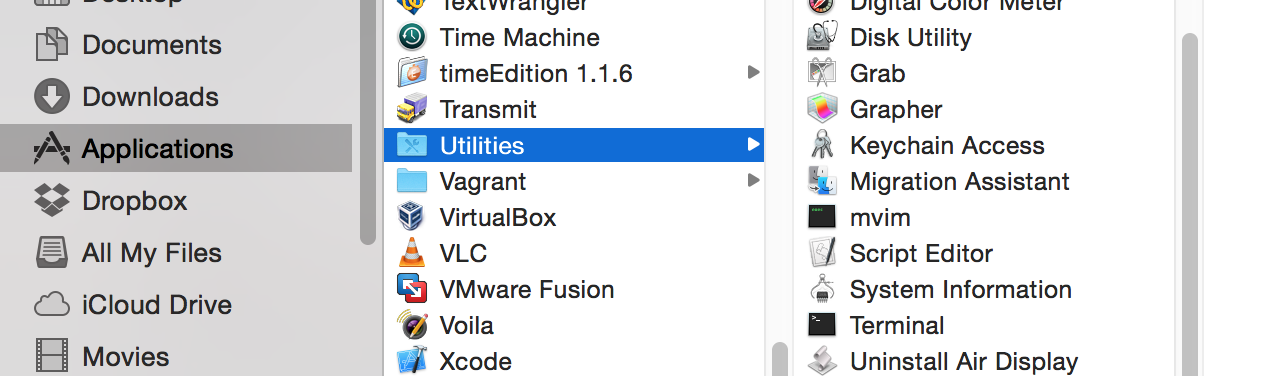 Desktop
Documents
Downloads
Applications
Dropbox
All My Files
iCloud Drive
Movies
TextWrangler
Time Machine
timeEdition 1.1.6
Transmit
Utilities
Vagrant
VirtualBox
VLC
VMware Fusion
Voila
Xcode
Digital Color Meter
Disk Utility
Grab
Grapher
Keychain Access
Migration Assistant
mvim
Script Editor
System Information
Terminal
Uninstall Air Display